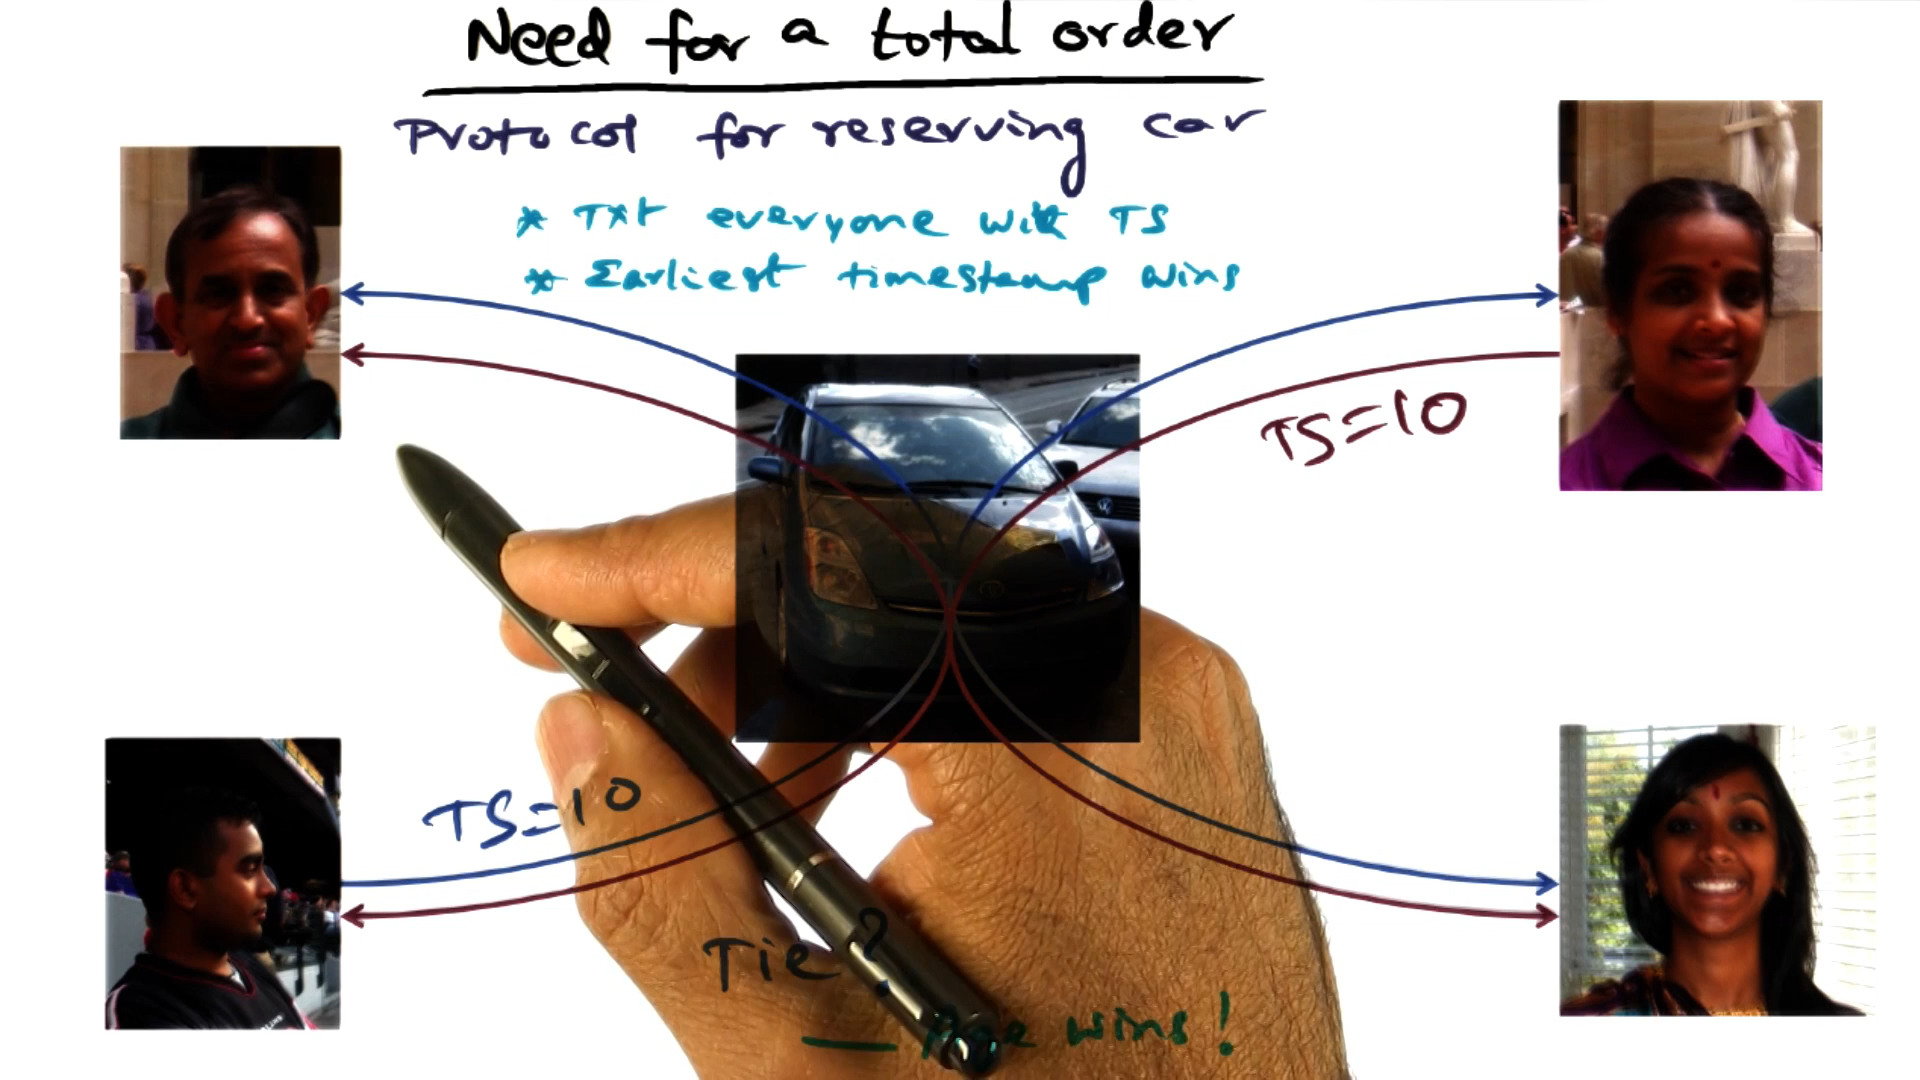 Need for a total order
Protocol for reserving car
* Txt everyone with TS
* Earliest timestamp wins
TS=10
TS=10
Tie?
— Age wins!